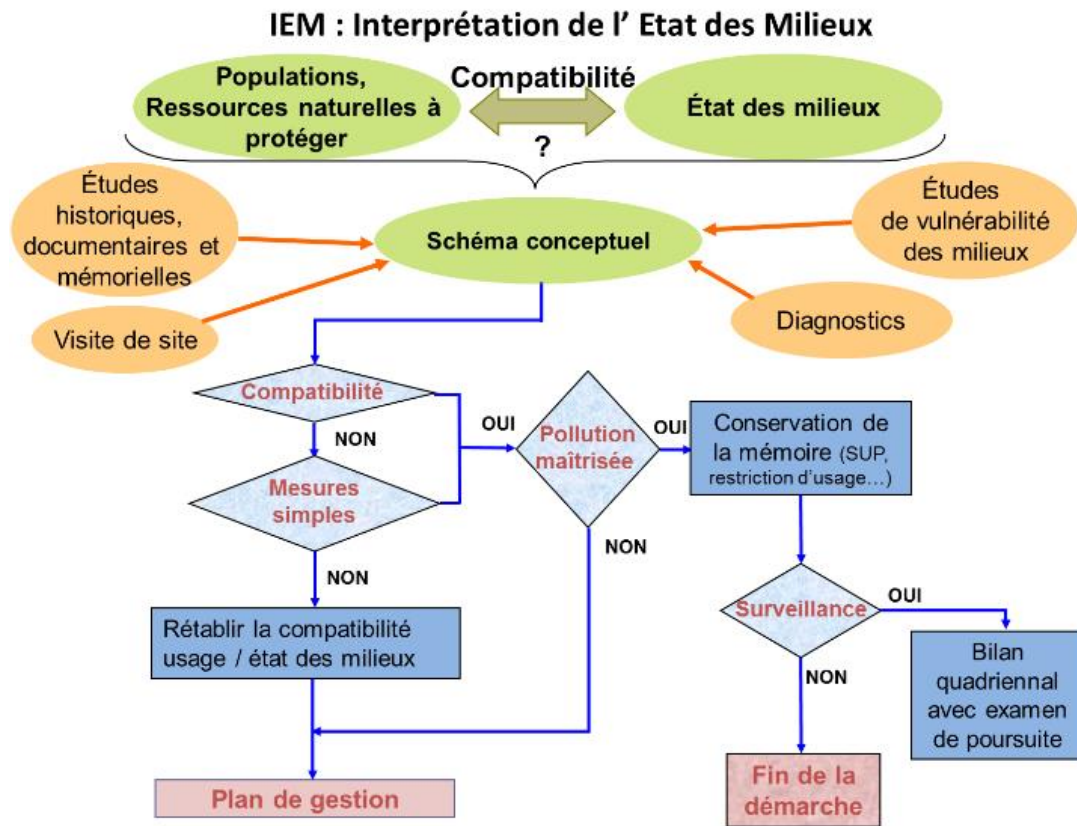 IEM : Interprétation de l’ Etat des Milieux
Populations,
Ressources naturelles à
protéger
Compatibilité
?
État des milieux
Études
historiques,
documentaires et
mémorielles
Schéma conceptuel
Études
de vulnérabilité
des milieux
Visite de site
Diagnostics
Compatibilité
NON
OUI
Mesures
simples
NON
Pollution
maîtrisée
OUI
NON
Conservation de
la mémoire (SUP,
restriction d’usage...)
Rétablir la compatibilité
usage / état des milieux
Surveillance
OUI
NON
Bilan
quadriennal
avec examen
de poursuite
Plan de gestion
Fin de la
démarche